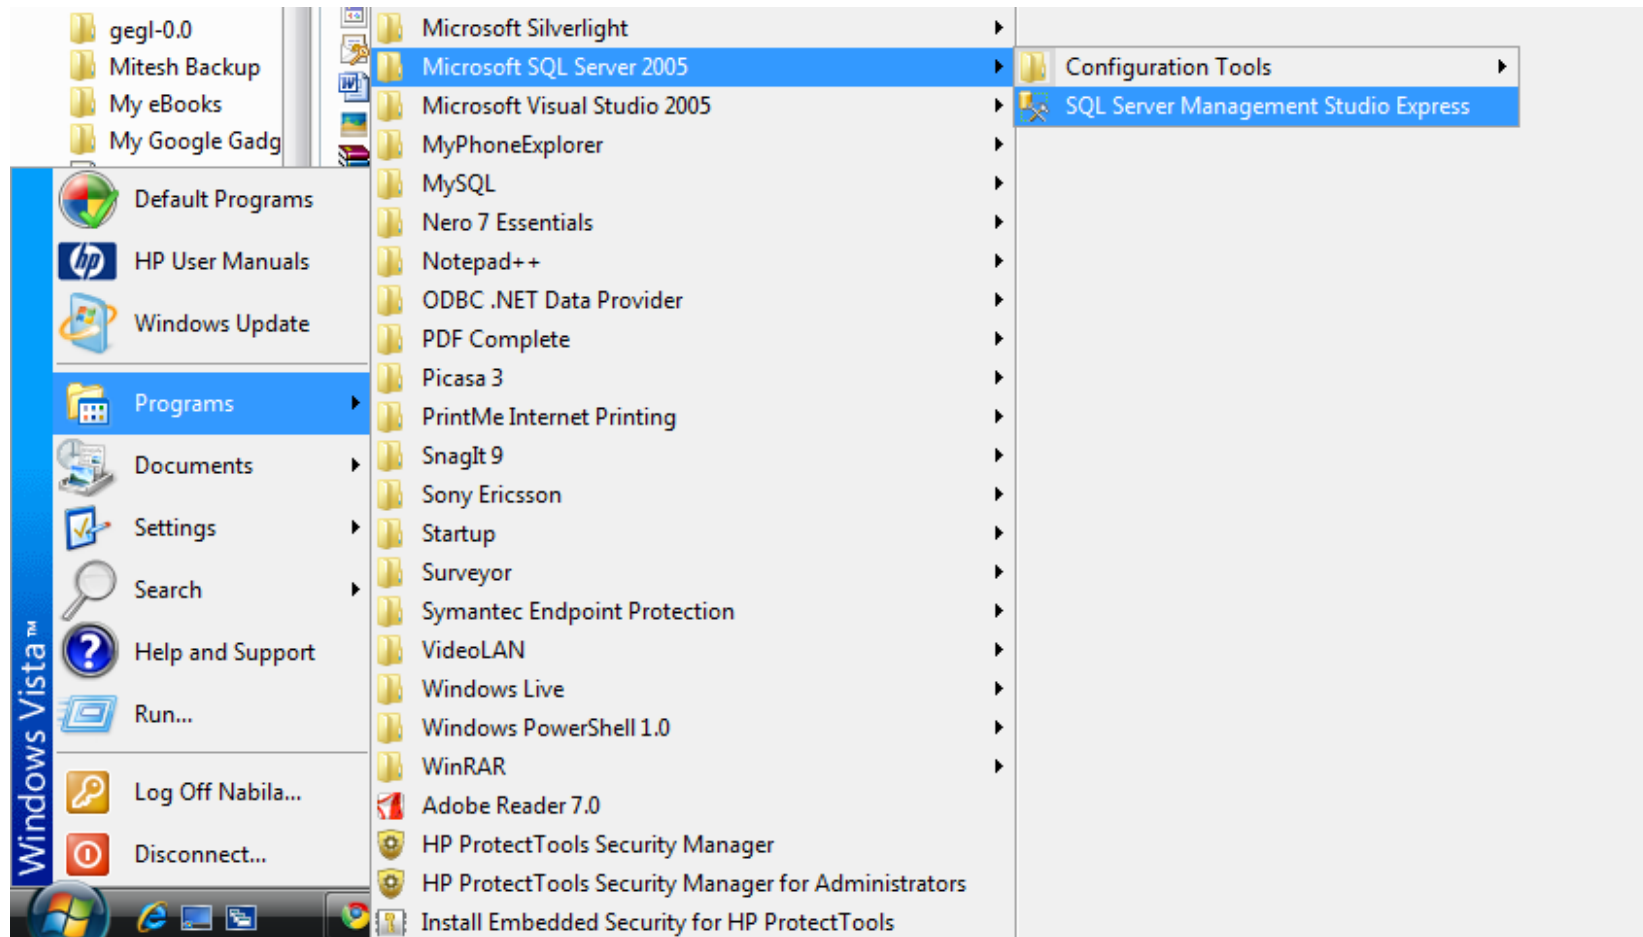 gegl-0.0
Mitesh Backup
My eBooks
My Google Gadg
Default Programs
HP User Manuals
Windows Update
Programs
Documents
Settings
Search
Help and Support
Run...
Log Off Nabila...
Disconnect...
Windows Vista™
Microsoft Silverlight
Microsoft SQL Server 2005
Microsoft Visual Studio 2005
MyPhoneExplorer
MySQL
Nero 7 Essentials
Notepad++
ODBC .NET Data Provider
PDF Complete
Picasa 3
PrintMe Internet Printing
SnagIt 9
Sony Ericsson
Startup
Surveyor
Symantec Endpoint Protection
VideoLAN
Windows Live
Windows PowerShell 1.0
WinRAR
Adobe Reader 7.0
HP ProtectTools Security Manager
HP ProtectTools Security Manager for Administrators
Install Embedded Security for HP ProtectTools
Configuration Tools
SQL Server Management Studio Express